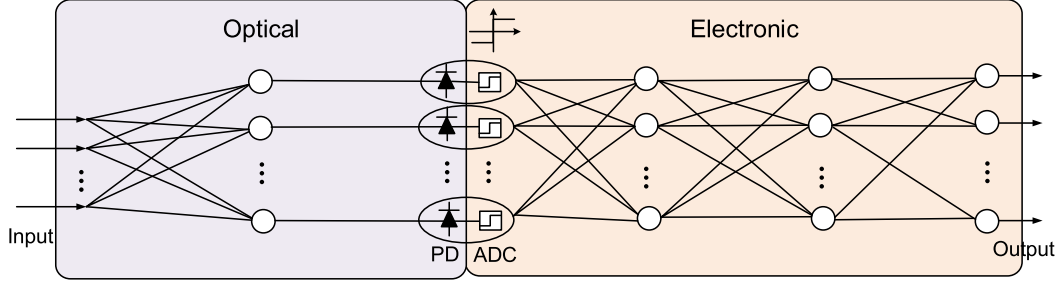 Optical
Electronic
Input
PD
ADC
Output